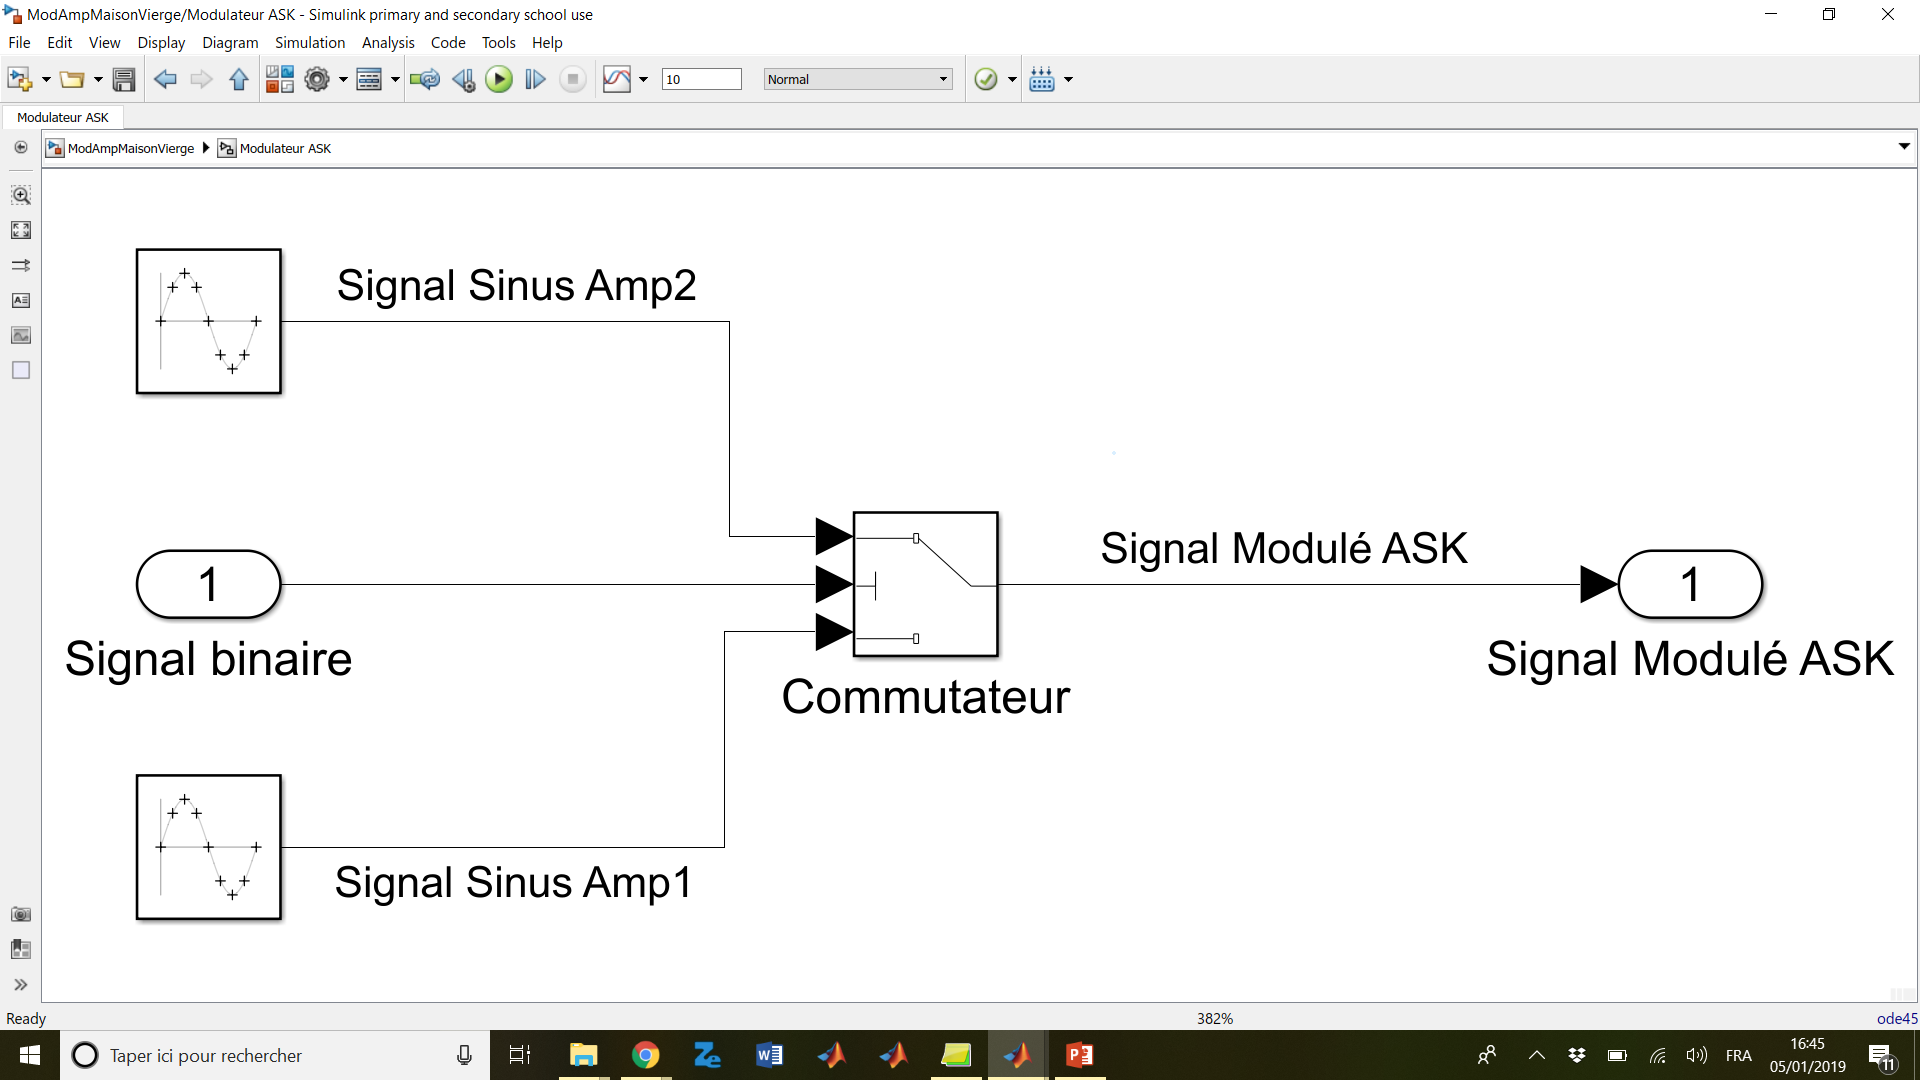 ModAmpMaisonVierge/Modulateur ASK - Simulink primary and secondary school use
File Edit View Display Diagram Simulation Analysis Code Tools Help
10 Normal
Modulateur ASK
ModAmpMaisonVierge Modulateur ASK
Signal Sinus Amp2
1
Signal binaire
Signal Sinus Amp1
Commutateur
Signal Modulé ASK
1
Signal Modulé ASK
Ready 382% ode45
Taper ici pour rechercher
FRA
16:45
05/01/2019
11